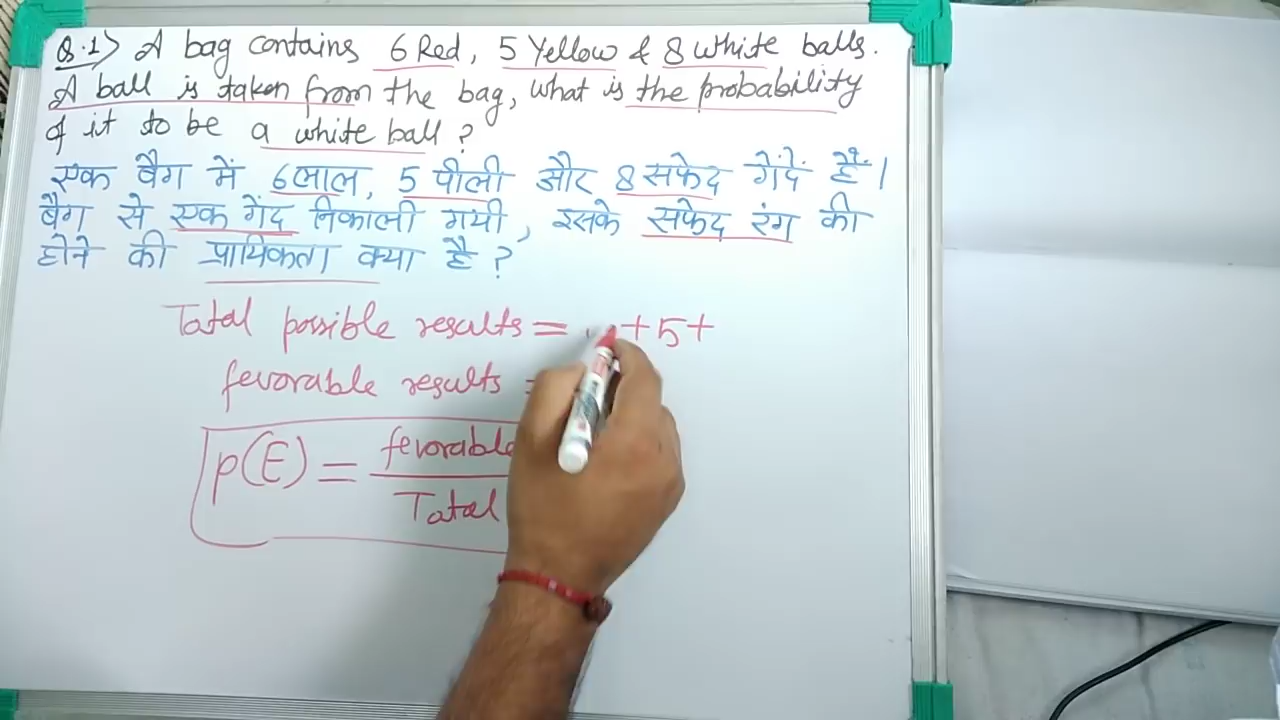 Q.1> A bag contains 6 Red, 5 Yellow & 8 white balls.
A ball is taken from the bag, what is the probability
of it to be a white ball ?
एक बैग में 6 लाल, 5 पीली और 8 सफेद गेंदें हैं।
बैग से एक गेंद निकाली गयी, इसके सफेद रंग की
होने की प्रायिकता क्या है ?
Total possible results = +5+
fevorable results =
P(E) = fevorable
Total